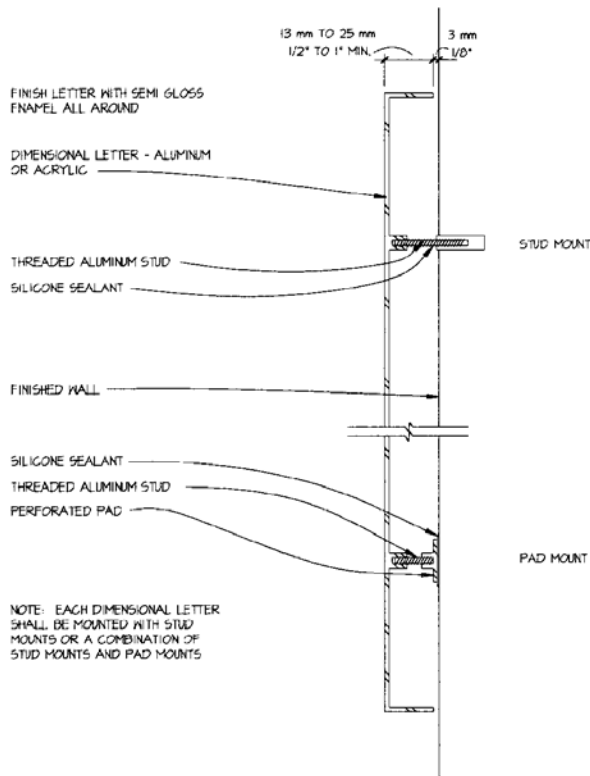 13 mm TO 25 mm
1/2" TO 1" MIN.
3 mm
1/8"
FINISH LETTER WITH SEMI GLOSS
ENAMEL ALL AROUND
DIMENSIONAL LETTER - ALUMINUM
OR ACRYLIC
STUD MOUNT
THREADED ALUMINUM STUD
SILICONE SEALANT
FINISHED WALL
SILICONE SEALANT
THREADED ALUMINUM STUD
PERFORATED PAD
PAD MOUNT
NOTE: EACH DIMENSIONAL LETTER
SHALL BE MOUNTED WITH STUD
MOUNTS OR A COMBINATION OF
STUD MOUNTS AND PAD MOUNTS